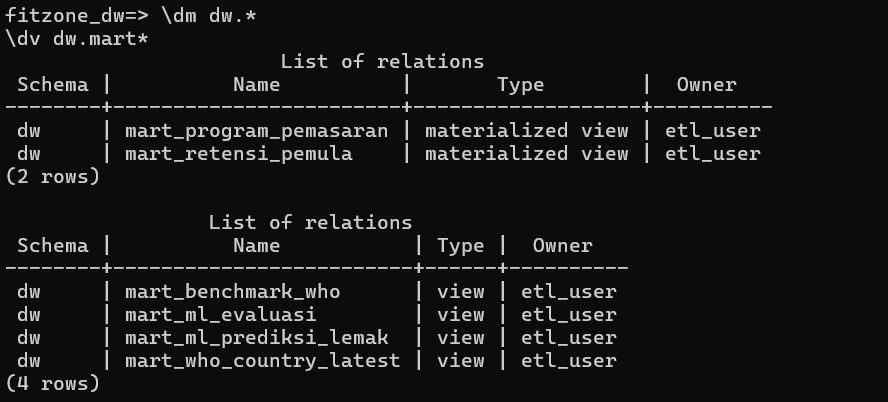 fitzone_dw=> \dm dw.*
\dv dw.mart*
                       List of relations
 Schema |          Name          |       Type        |  Owner
--------+------------------------+-------------------+----------
 dw     | mart_program_pemasaran | materialized view | etl_user
 dw     | mart_retensi_pemula    | materialized view | etl_user
(2 rows)

                 List of relations
 Schema |          Name           | Type |  Owner
--------+-------------------------+------+----------
 dw     | mart_benchmark_who      | view | etl_user
 dw     | mart_ml_evaluasi        | view | etl_user
 dw     | mart_ml_prediksi_lemak  | view | etl_user
 dw     | mart_who_country_latest | view | etl_user
(4 rows)